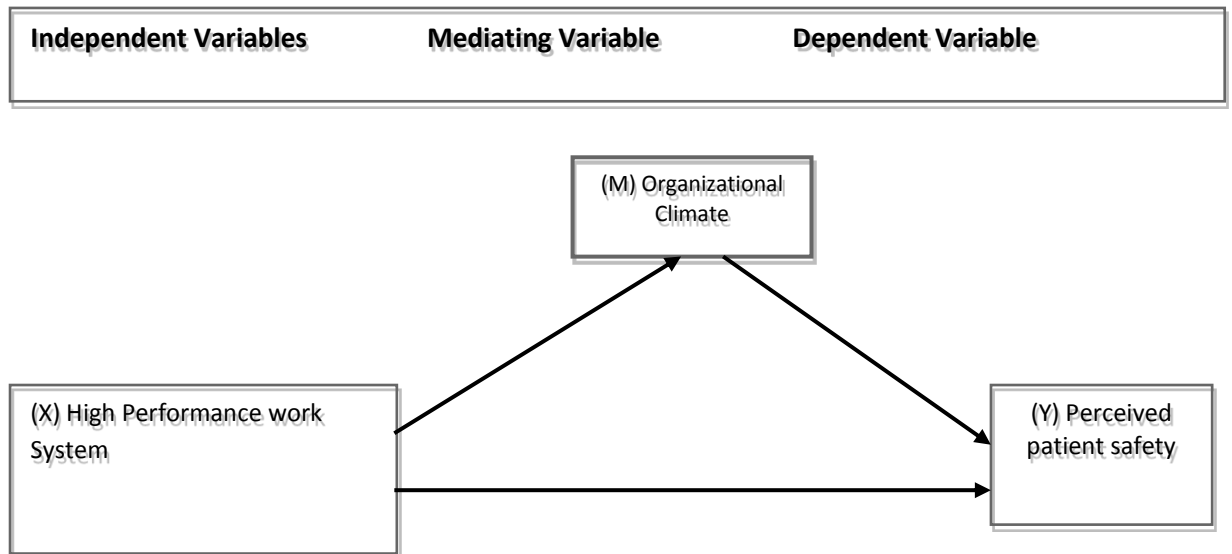 Independent Variables Mediating Variable Dependent Variable
(M) Organizational
Climate
(X) High Performance work
System
(Y) Perceived
patient safety